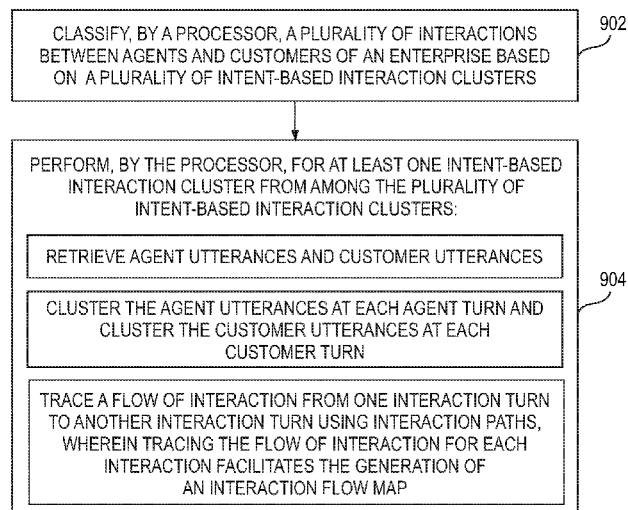 CLASSIFY, BY A PROCESSOR, A PLURALITY OF INTERACTIONS
BETWEEN AGENTS AND CUSTOMERS OF AN ENTERPRISE BASED
ON A PLURALITY OF INTENT-BASED INTERACTION CLUSTERS
902
PERFORM, BY THE PROCESSOR, FOR AT LEAST ONE INTENT-BASED
INTERACTION CLUSTER FROM AMONG THE PLURALITY OF
INTENT-BASED INTERACTION CLUSTERS:
RETRIEVE AGENT UTTERANCES AND CUSTOMER UTTERANCES
904
CLUSTER THE AGENT UTTERANCES AT EACH AGENT TURN AND
CLUSTER THE CUSTOMER UTTERANCES AT EACH
CUSTOMER TURN
TRACE A FLOW OF INTERACTION FROM ONE INTERACTION TURN
TO ANOTHER INTERACTION TURN USING INTERACTION PATHS,
WHEREIN TRACING THE FLOW OF INTERACTION FOR EACH
INTERACTION FACILITATES THE GENERATION OF
AN INTERACTION FLOW MAP